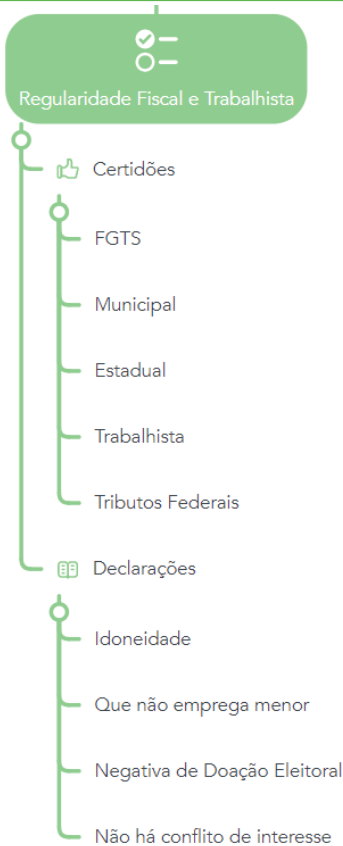 Regularidade Fiscal e Trabalhista
Certidões
FGTS
Municipal
Estadual
Trabalhista
Tributos Federais
Declarações
Idoneidade
Que não emprega menor
Negativa de Doação Eleitoral
Não há conflito de interesse